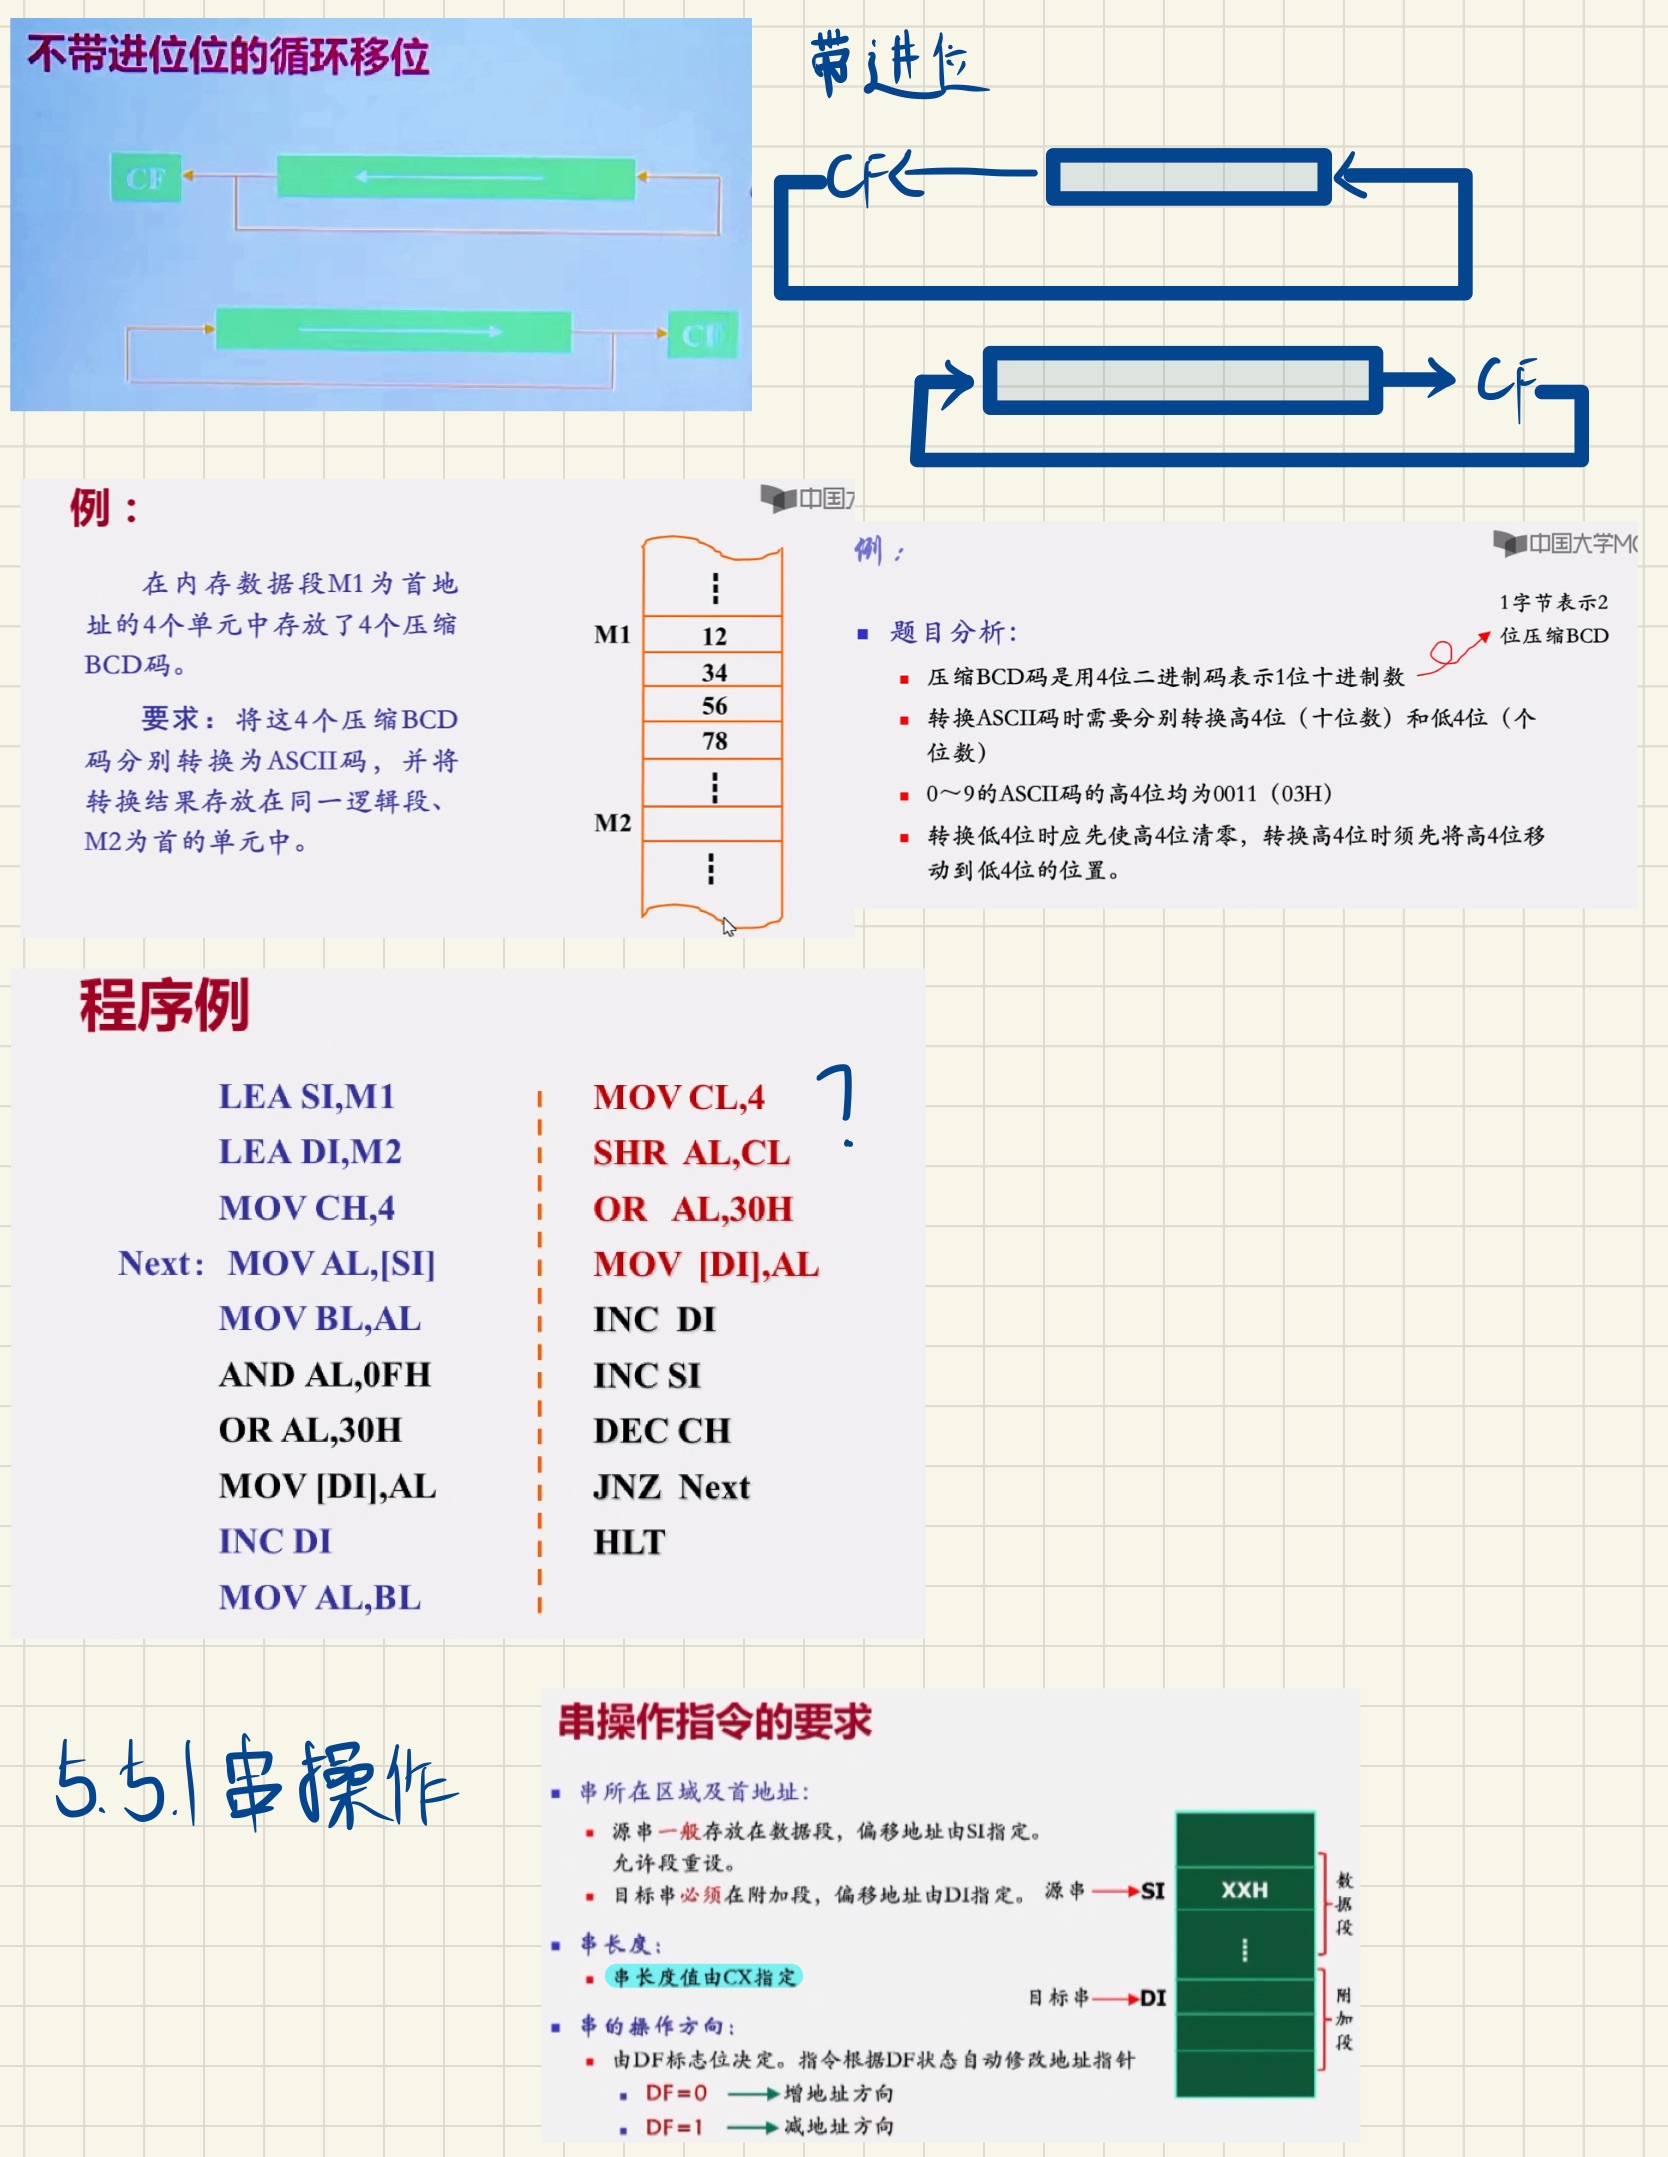 不带进位位的循环移位
CF
CF
带进位
CF
CF
例：
中国大
在内存数据段M1为首地
址的4个单元中存放了4个压缩
BCD码。
要求：将这4个压缩BCD
码分别转换为ASCII码，并将
转换结果存放在同一逻辑段、
M2为首的单元中。
M1
12
34
56
78
M2
例：
中国大学MO
题目分析：
1字节表示2
位压缩BCD
压缩BCD码是用4位二进制码表示1位十进制数
转换ASCII码时需要分别转换高4位（十位数）和低4位（个
位数）
0～9的ASCII码的高4位均为0011（03H）
转换低4位时应先使高4位清零，转换高4位时须先将高4位移
动到低4位的位置。
程序例
LEA SI,M1
LEA DI,M2
MOV CH,4
Next：MOV AL,[SI]
MOV BL,AL
AND AL,0FH
OR AL,30H
MOV [DI],AL
INC DI
MOV AL,BL
MOV CL,4 ?
SHR AL,CL
OR AL,30H
MOV [DI],AL
INC DI
INC SI
DEC CH
JNZ Next
HLT
5.5.1串操作
串操作指令的要求
串所在区域及首地址：
源串一般存放在数据段，偏移地址由SI指定。
允许段重设。
目标串必须在附加段，偏移地址由DI指定。
串长度：
串长度值由CX指定
串的操作方向：
由DF标志位决定。指令根据DF状态自动修改地址指针
DF=0 增地址方向
DF=1 减地址方向
源串 SI
XXH
数据段
目标串 DI
附加段